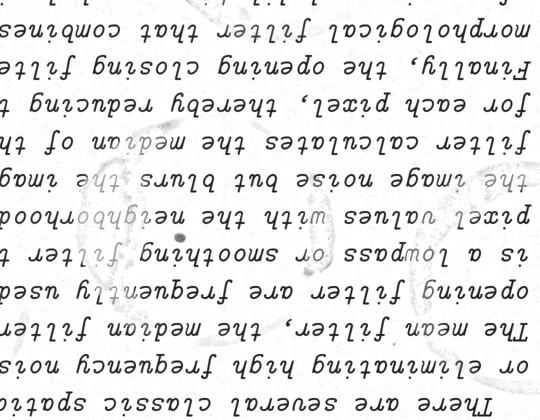 There are several classic spatia
or eliminating high frequency nois
The mean filter, the median filter
opening filter are frequently used
is a lowpass or smoothing filter t
pixel values with the neighborhood
the image noise but blurs the imag
filter calculates the median of th
for each pixel, thereby reducing t
Finally, the opening closing filte
morphological filter that combines